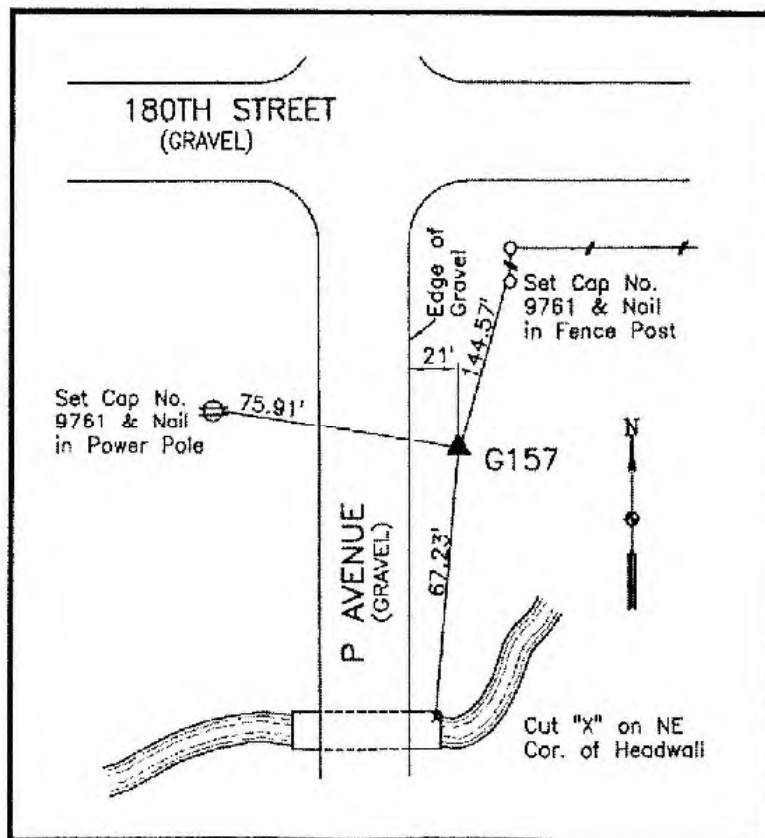 180TH STREET
(GRAVEL)
Edge of
Gravel
Set Cap No.
9761 & Nail
in Fence Post
144.57'
21'
Set Cap No.
9761 & Nail
in Power Pole
75.91'
G157
N
P AVENUE
(GRAVEL)
67.23'
Cut "X" on NE
Cor. of Headwall